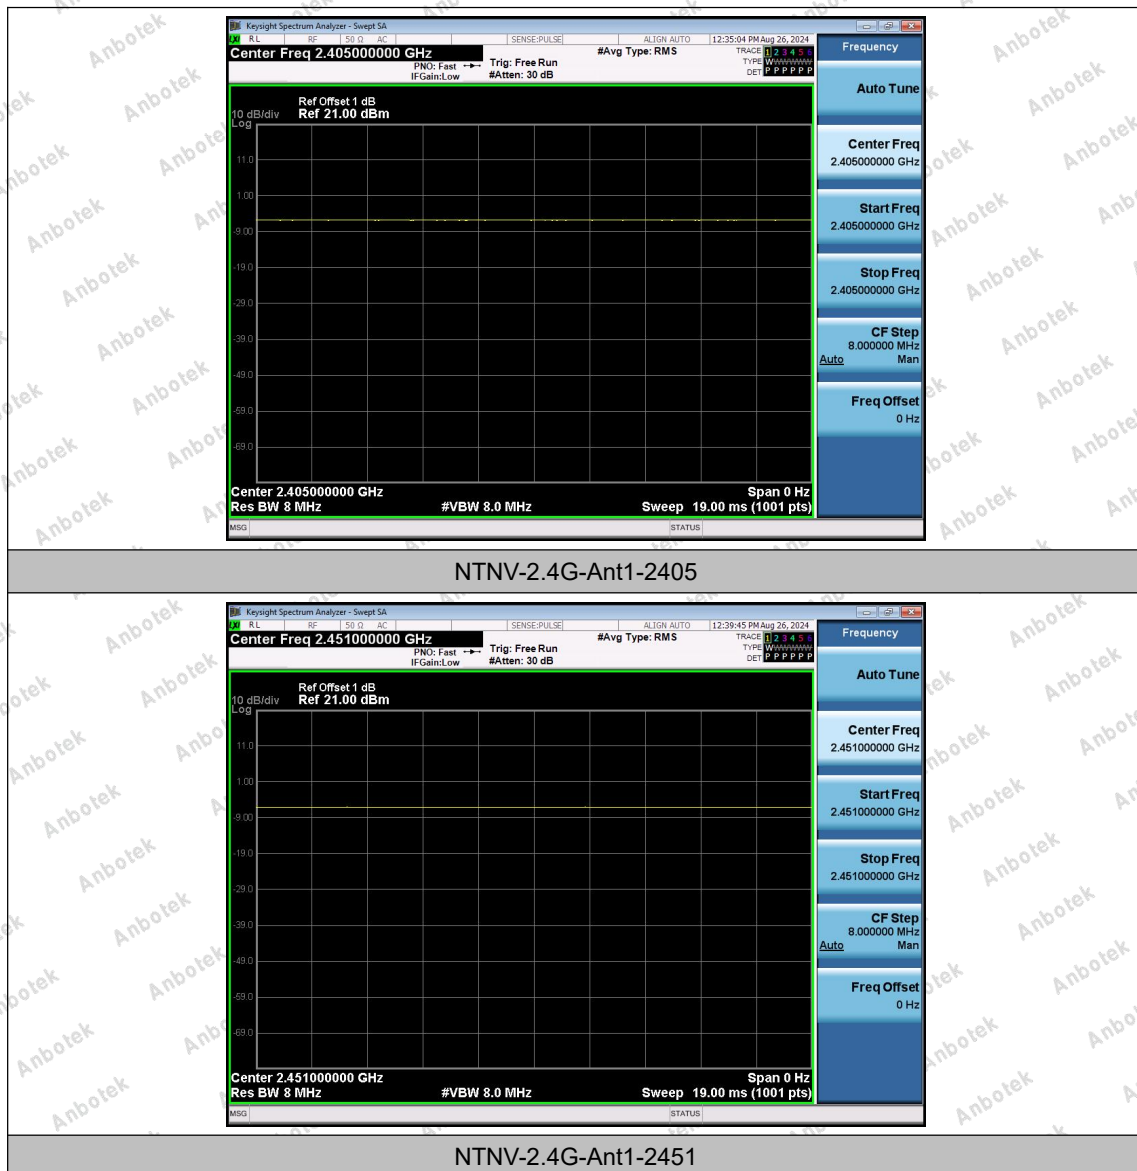 Keysight Spectrum Analyzer - Swept SA
RL RF 50 Ω AC SENSE:PULSE ALIGN AUTO 12:35:04 PM Aug 26, 2024
Center Freq 2.405000000 GHz #Avg Type: RMS TRACE 1 2 3 4 5 6
PNO: Fast Trig: Free Run TYPE W
IFGain:Low #Atten: 30 dB DET P P P P P P
Frequency
Auto Tune
Ref Offset 1 dB
10 dB/div Ref 21.00 dBm
Log
11.0
1.00
-9.00
-19.0
-29.0
-39.0
-49.0
-59.0
-69.0
Center Freq
2.405000000 GHz
Start Freq
2.405000000 GHz
Stop Freq
2.405000000 GHz
CF Step
8.000000 MHz
Auto Man
Freq Offset
0 Hz
Center 2.405000000 GHz Span 0 Hz
Res BW 8 MHz #VBW 8.0 MHz Sweep 19.00 ms (1001 pts)
MSG STATUS
NTNV-2.4G-Ant1-2405
Keysight Spectrum Analyzer - Swept SA
RL RF 50 Ω AC SENSE:PULSE ALIGN AUTO 12:39:45 PM Aug 26, 2024
Center Freq 2.451000000 GHz #Avg Type: RMS TRACE 1 2 3 4 5 6
PNO: Fast Trig: Free Run TYPE W
IFGain:Low #Atten: 30 dB DET P P P P P P
Frequency
Auto Tune
Ref Offset 1 dB
10 dB/div Ref 21.00 dBm
Log
11.0
1.00
-9.00
-19.0
-29.0
-39.0
-49.0
-59.0
-69.0
Center Freq
2.451000000 GHz
Start Freq
2.451000000 GHz
Stop Freq
2.451000000 GHz
CF Step
8.000000 MHz
Auto Man
Freq Offset
0 Hz
Center 2.451000000 GHz Span 0 Hz
Res BW 8 MHz #VBW 8.0 MHz Sweep 19.00 ms (1001 pts)
MSG STATUS
NTNV-2.4G-Ant1-2451
Anbotek